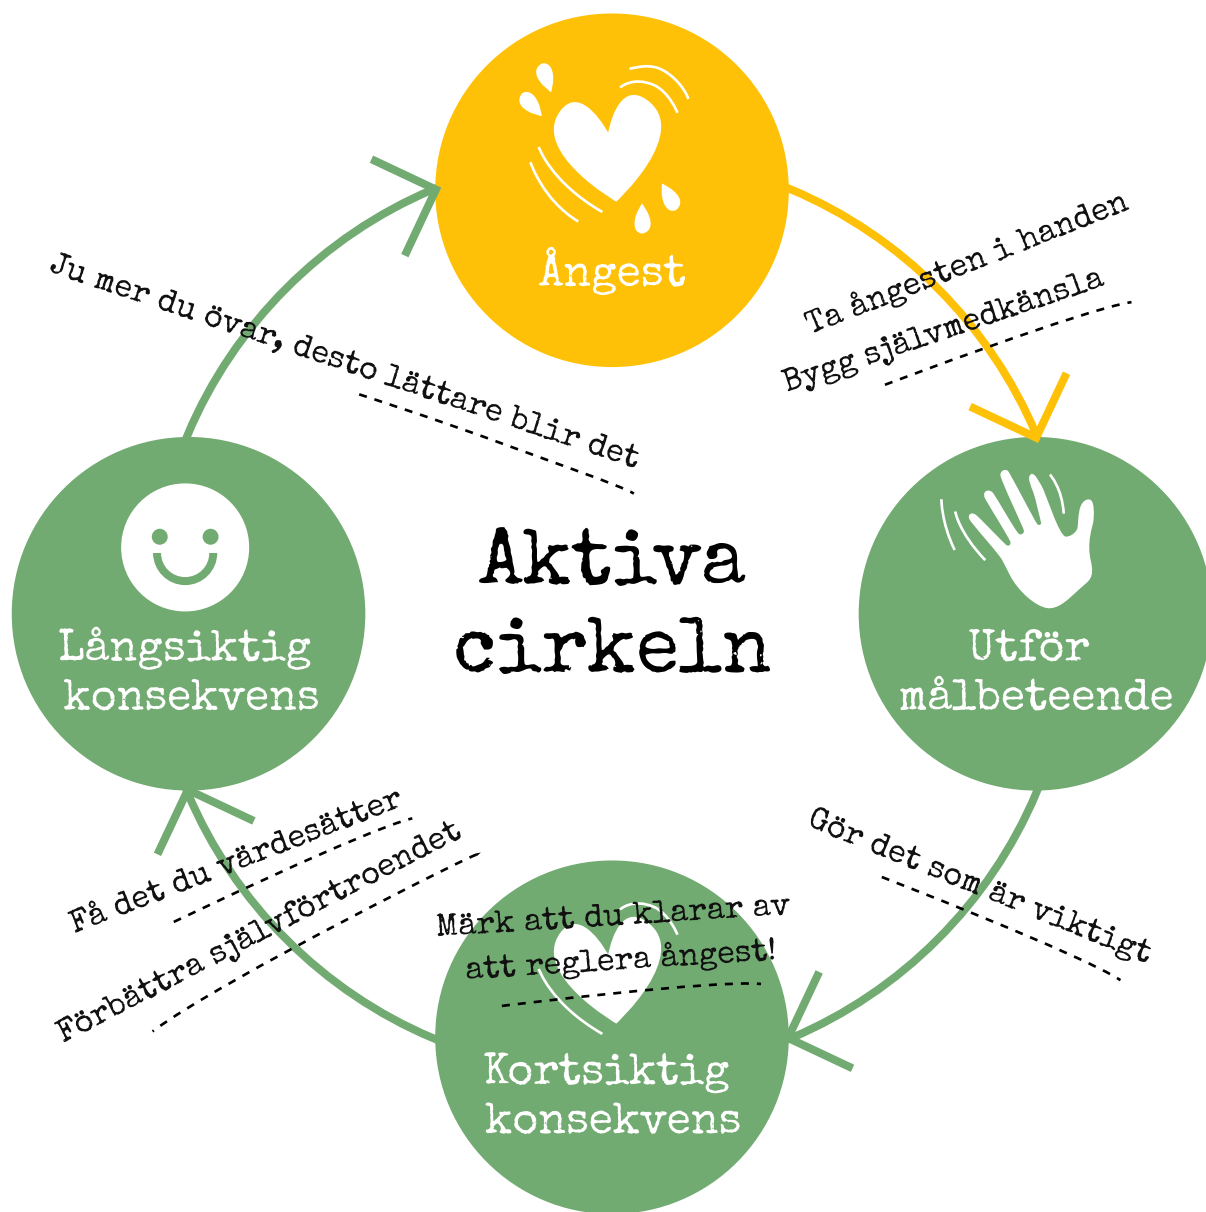 Ångest
Ta ångesten i handen
Bygg självmedkänsla
Ju mer du övar, desto lättare blir det
Aktiva
cirkeln
Utför
målbeteende
Långsiktig
konsekvens
Gör det som är viktigt
Få det du värdesätter
Förbättra självförtroendet
Märk att du klarar av
att reglera ångest!
Kortsiktig
konsekvens